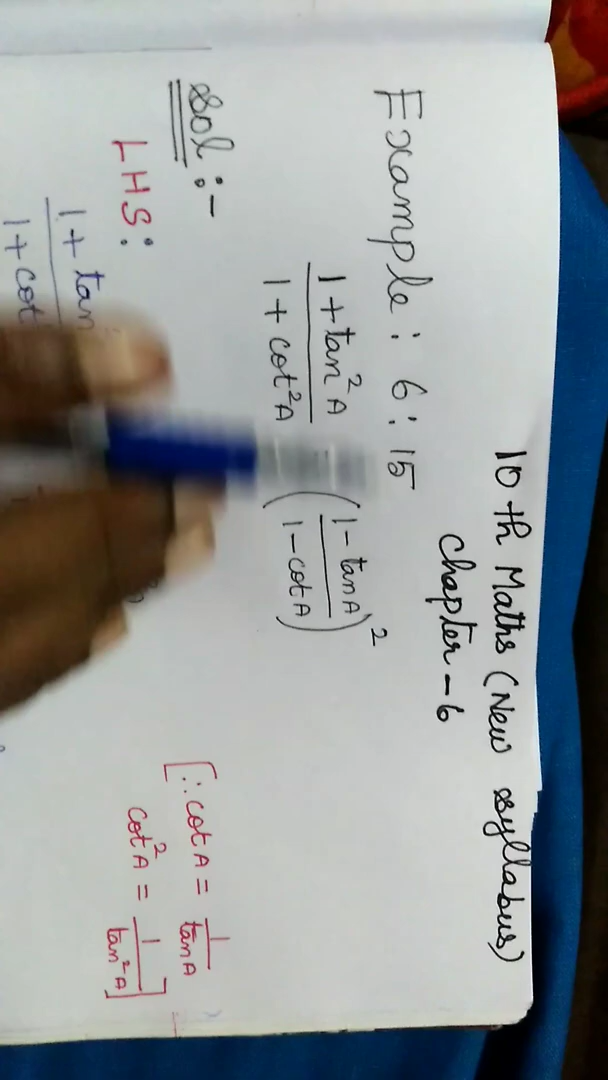 10th Maths (New syllabus)
Chapter - 6
Example : 6 : 15
1 + tan²A / 1 + cot²A = (1 - tanA / 1 - cotA)²
Sol :-
LHS:
1 + tan
1 + cot
[∴ cot A = 1 / tanA
cot²A = 1 / tan²A]